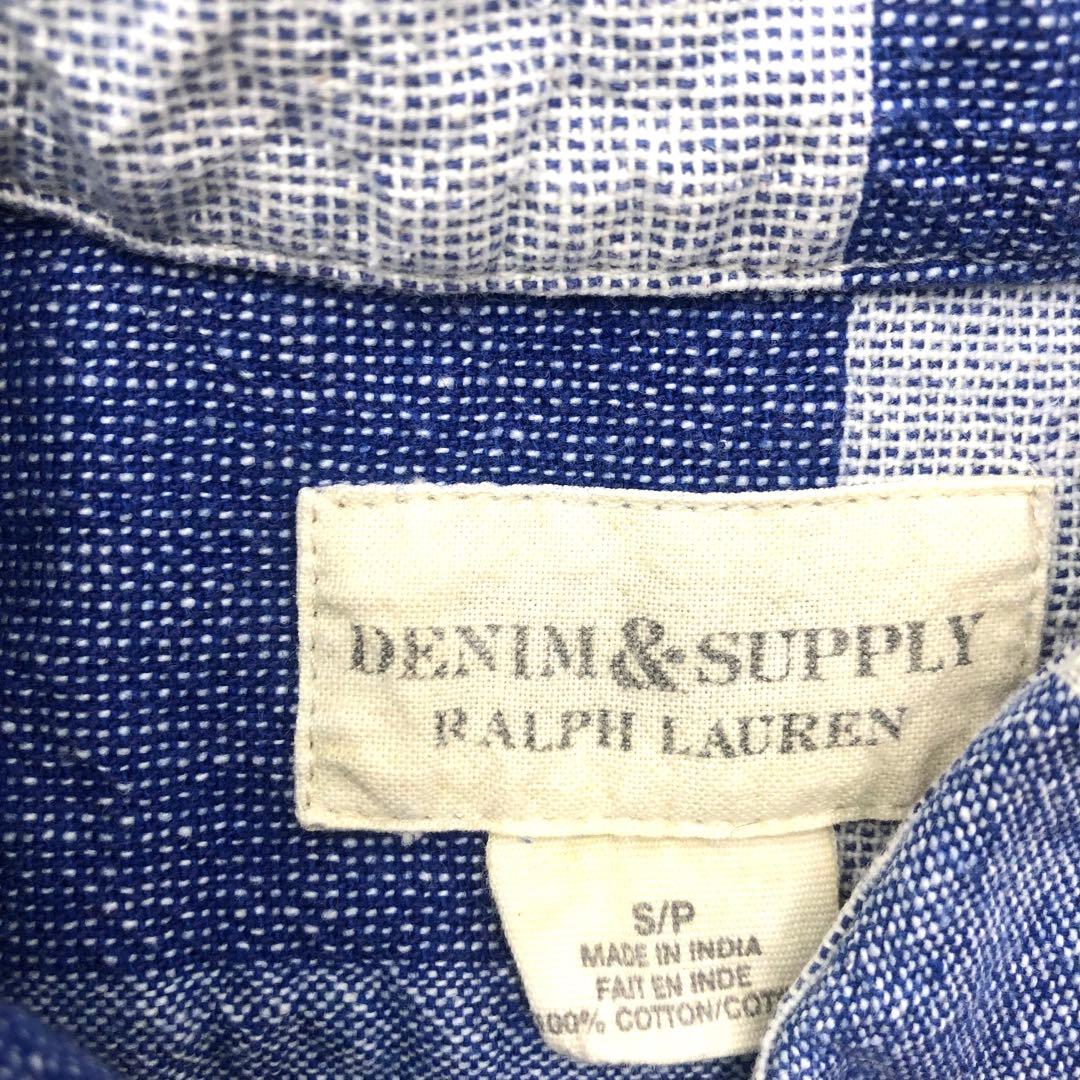 DENIM & SUPPLY
RALPH LAUREN
S/P
MADE IN INDIA
FAIT EN INDE
100% COTTON/COT